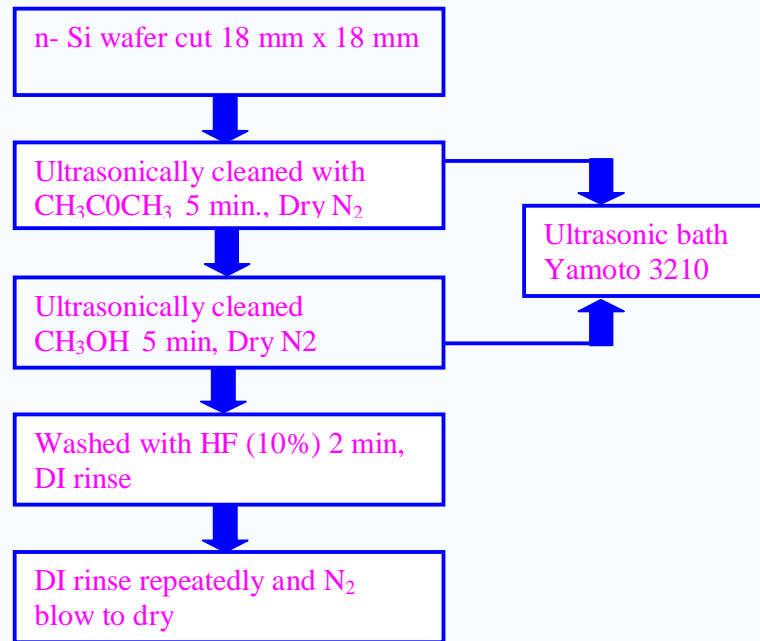 n- Si wafer cut 18 mm x 18 mm
Ultrasonically cleaned with
CH₃C0CH₃ 5 min., Dry N₂
Ultrasonic bath
Yamoto 3210
Ultrasonically cleaned
CH₃OH 5 min, Dry N2
Washed with HF (10%) 2 min,
DI rinse
DI rinse repeatedly and N₂
blow to dry